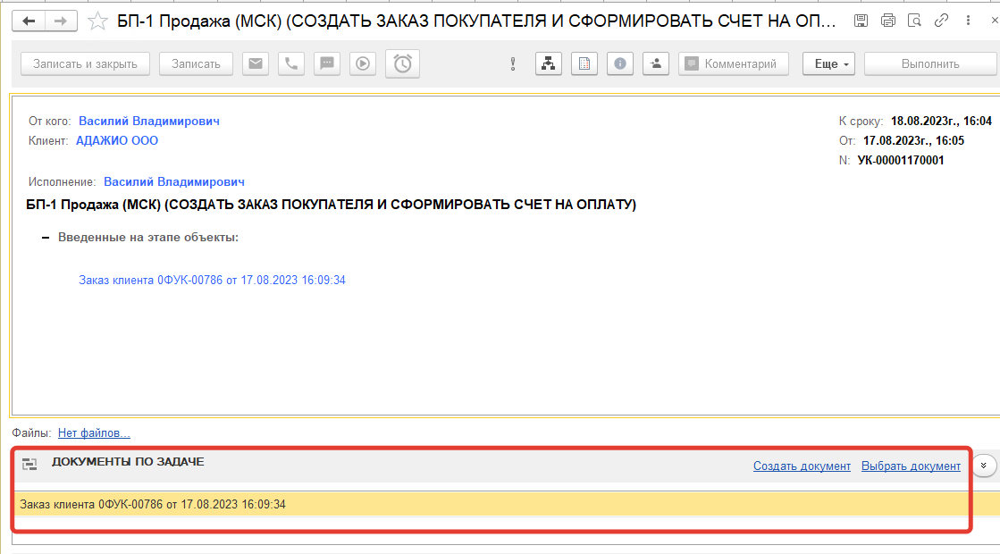 БП-1 Продажа (МСК) (СОЗДАТЬ ЗАКАЗ ПОКУПАТЕЛЯ И СФОРМИРОВАТЬ СЧЕТ НА ОП...
Записать и закрыть Записать Комментарий Еще Выполнить
От кого: Василий Владимирович К сроку: 18.08.2023г., 16:04
Клиент: АДАЖИО ООО От: 17.08.2023г., 16:05
N: УК-00001170001
Исполнение: Василий Владимирович
БП-1 Продажа (МСК) (СОЗДАТЬ ЗАКАЗ ПОКУПАТЕЛЯ И СФОРМИРОВАТЬ СЧЕТ НА ОПЛАТУ)
Введенные на этапе объекты:
Заказ клиента 0ФУК-00786 от 17.08.2023 16:09:34
Файлы: Нет файлов...
ДОКУМЕНТЫ ПО ЗАДАЧЕ Создать документ Выбрать документ
Заказ клиента 0ФУК-00786 от 17.08.2023 16:09:34